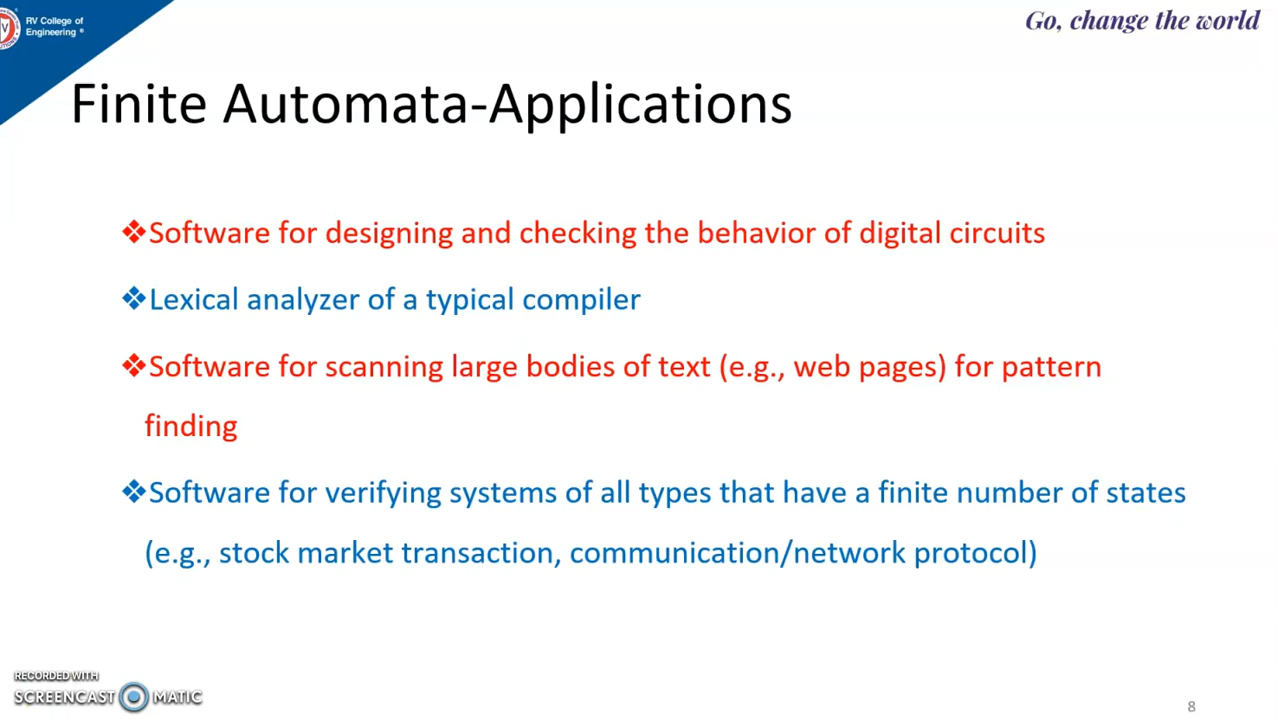 RV College of
Engineering ®
Go, change the world
Finite Automata-Applications
❖Software for designing and checking the behavior of digital circuits
❖Lexical analyzer of a typical compiler
❖Software for scanning large bodies of text (e.g., web pages) for pattern
finding
❖Software for verifying systems of all types that have a finite number of states
(e.g., stock market transaction, communication/network protocol)
RECORDED WITH
SCREENCAST MATIC
8